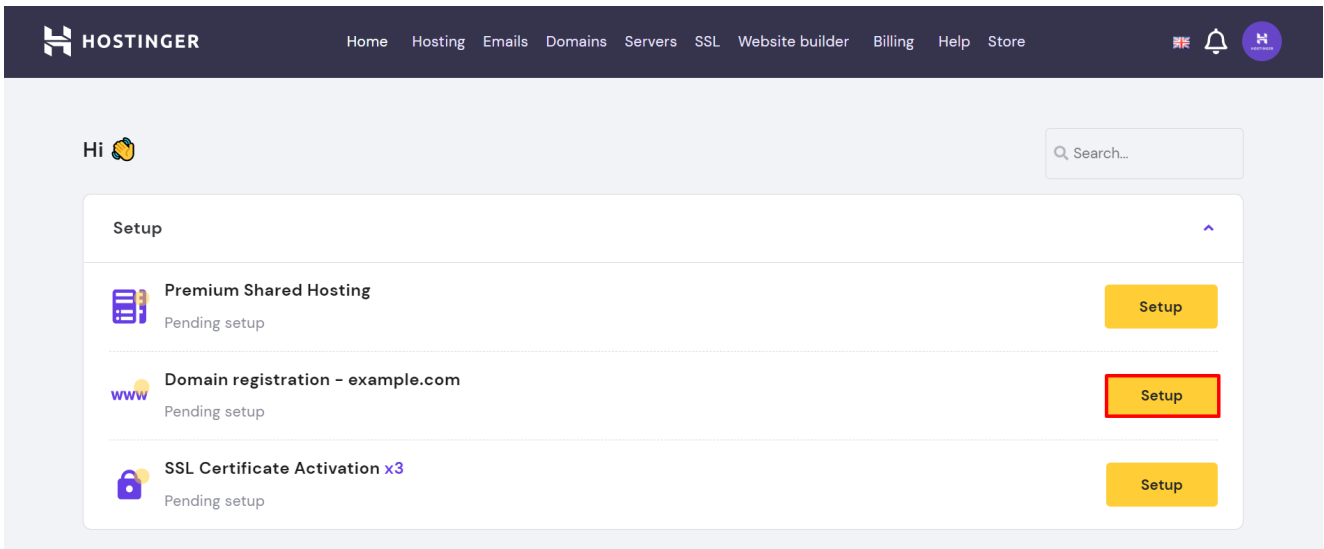 HOSTINGER Home Hosting Emails Domains Servers SSL Website builder Billing Help Store
Hi
Search...
Setup
Premium Shared Hosting
Pending setup
Setup
Domain registration - example.com
Pending setup
Setup
SSL Certificate Activation x3
Pending setup
Setup